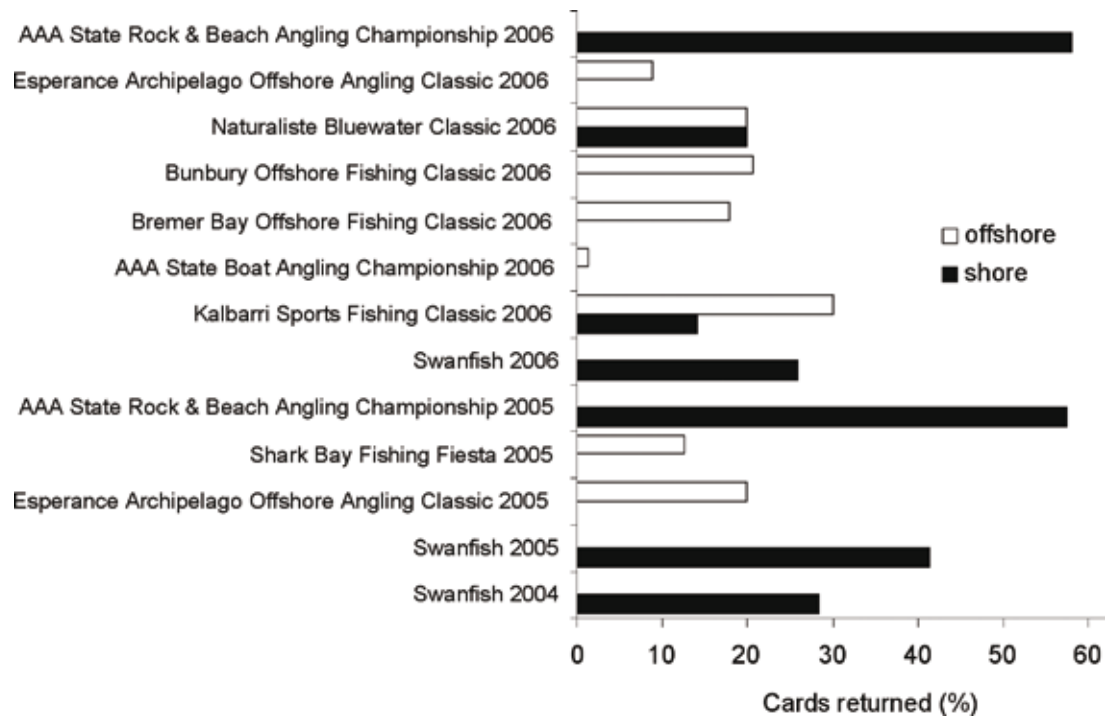 AAA State Rock & Beach Angling Championship 2006
Esperance Archipelago Offshore Angling Classic 2006
Naturaliste Bluewater Classic 2006
Bunbury Offshore Fishing Classic 2006
Bremer Bay Offshore Fishing Classic 2006
AAA State Boat Angling Championship 2006
Kalbarri Sports Fishing Classic 2006
Swanfish 2006
AAA State Rock & Beach Angling Championship 2005
Shark Bay Fishing Fiesta 2005
Esperance Archipelago Offshore Angling Classic 2005
Swanfish 2005
Swanfish 2004
offshore
shore
0 10 20 30 40 50 60
Cards returned (%)